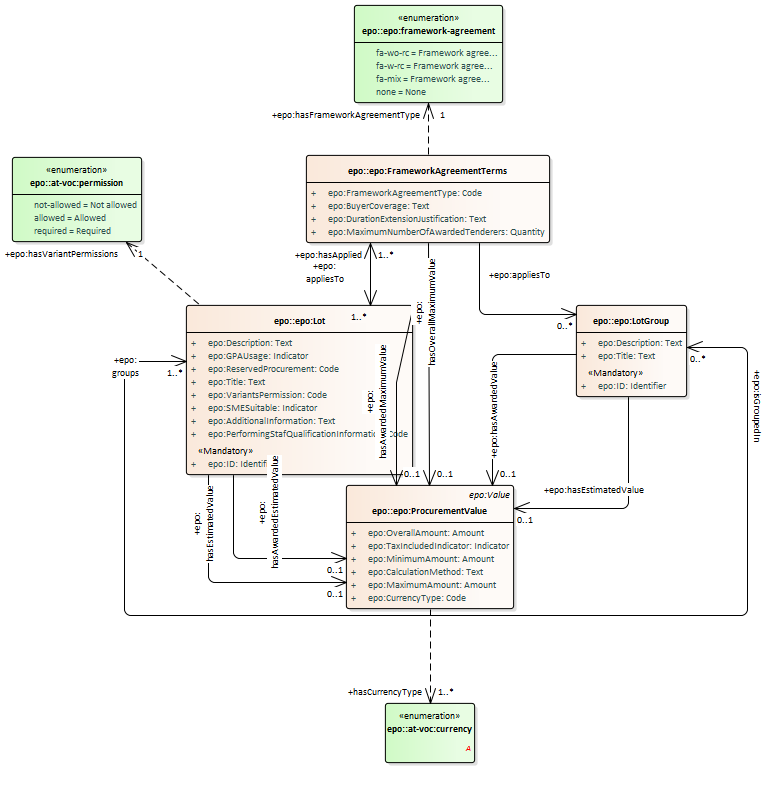 «enumeration»
epo::epo:framework-agreement
fa-wo-rc = Framework agree...
fa-w-rc = Framework agree...
fa-mix = Framework agree...
none = None
+epo:hasFrameworkAgreementType
1
«enumeration»
epo::at-voc:permission
not-allowed = Not allowed
allowed = Allowed
required = Required
+epo:hasVariantPermissions
1
epo::epo:FrameworkAgreementTerms
+ epo:FrameworkAgreementType: Code
+ epo:BuyerCoverage: Text
+ epo:DurationExtensionJustification: Text
+ epo:MaximumNumberOfAwardedTenderers: Quantity
+epo:hasApplied
1..*
+epo:
appliesTo
1..*
+epo:
hasOverallMaximumValue
0..1
+epo:appliesTo
0..*
epo::epo:Lot
+ epo:Description: Text
+ epo:GPAUsage: Indicator
+ epo:ReservedProcurement: Code
+ epo:Title: Text
+ epo:VariantsPermission: Code
+ epo:SMESuitable: Indicator
+ epo:AdditionalInformation: Text
+ epo:PerformingStafQualificationInformatic Code
«Mandatory»
+ epo:ID: Identif
epo::epo:LotGroup
+ epo:Description: Text
+ epo:Title: Text
«Mandatory»
+ epo:ID: Identifier
+epo:
groups
1..*
0..*
+epo:isGroupedIn
+epo:
hasAwardedMaximumValue
0..1
+epo:hasAwardedValue
0..1
+epo:hasEstimatedValue
0..1
+epo:
hasEstimatedValue
0..1
+epo:
hasAwardedEstimatedValue
0..1
epo:Value
epo::epo:ProcurementValue
+ epo:OverallAmount: Amount
+ epo:TaxIncludedIndicator: Indicator
+ epo:MinimumAmount: Amount
+ epo:CalculationMethod: Text
+ epo:MaximumAmount: Amount
+ epo:CurrencyType: Code
+hasCurrencyType
1..*
«enumeration»
epo::at-voc:currency
A